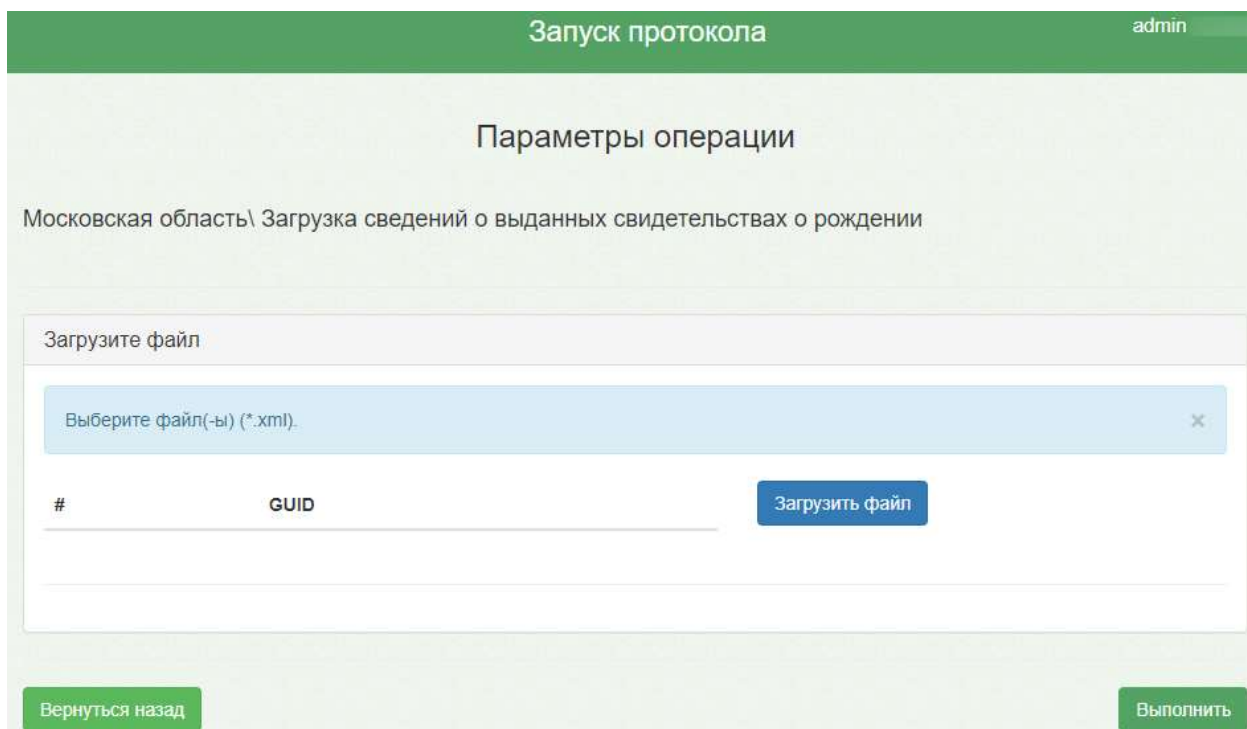 Запуск протокола
admin
Параметры операции
Московская область\ Загрузка сведений о выданных свидетельствах о рождении
Загрузите файл
Выберите файл(-ы) (*.xml).
×
# GUID
Загрузить файл
Вернуться назад
Выполнить